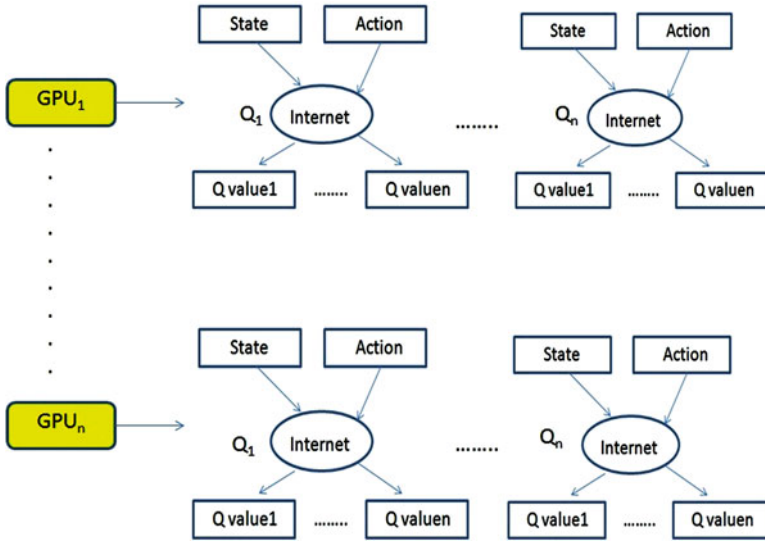 State Action State Action
GPU1 Q1 Internet ........ Qn Internet
Q value1 ........ Q valuen Q value1 ........ Q valuen
State Action State Action
GPUn Q1 Internet ........ Qn Internet
Q value1 ........ Q valuen Q value1 ........ Q valuen